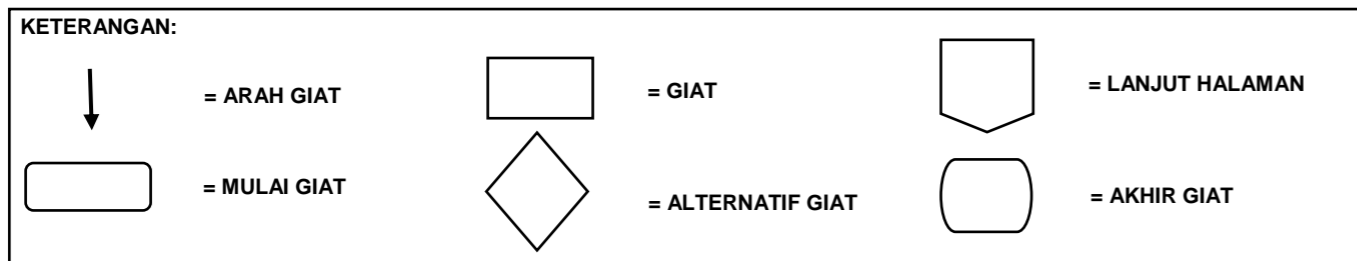 KETERANGAN:
= ARAH GIAT
= GIAT
= LANJUT HALAMAN
= MULAI GIAT
= ALTERNATIF GIAT
= AKHIR GIAT